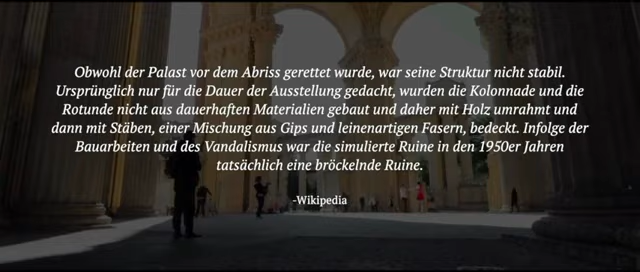 Obwohl der Palast vor dem Abriss gerettet wurde, war seine Struktur nicht stabil.
Ursprünglich nur für die Dauer der Ausstellung gedacht, wurden die Kolonnade und die
Rotunde nicht aus dauerhaften Materialien gebaut und daher mit Holz umrahmt und
dann mit Stäben, einer Mischung aus Gips und leinenartigen Fasern, bedeckt. Infolge der
Bauarbeiten und des Vandalismus war die simulierte Ruine in den 1950er Jahren
tatsächlich eine bröckelnde Ruine.
-Wikipedia